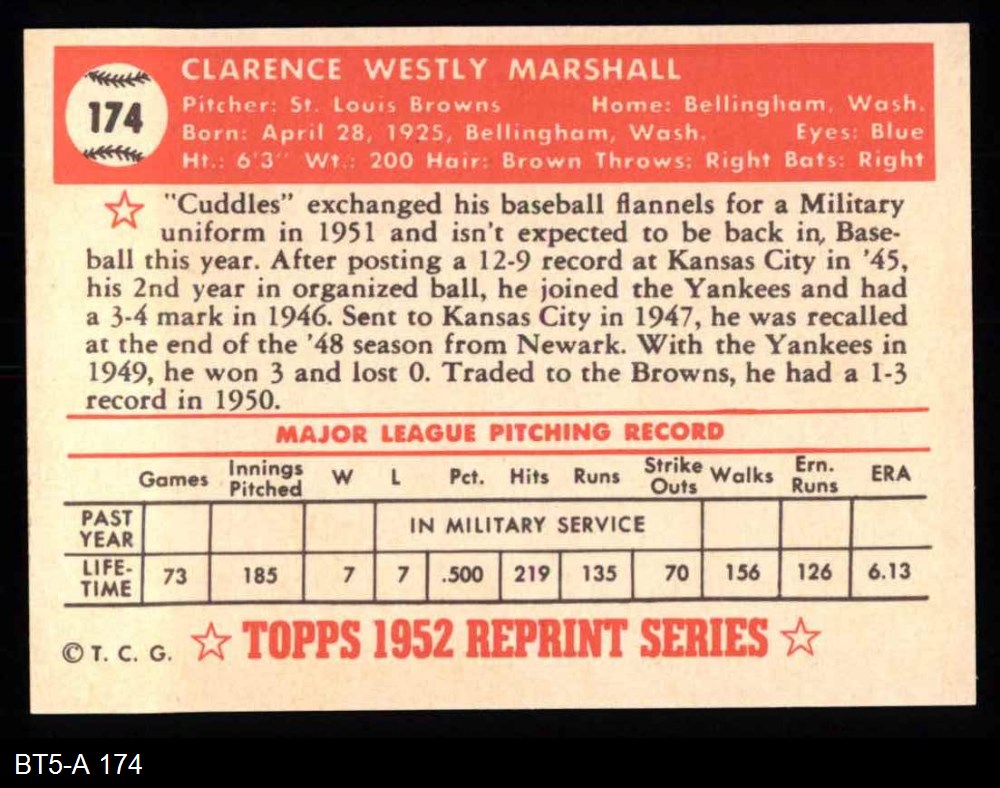 174
CLARENCE WESTLY MARSHALL
Pitcher: St. Louis Browns Home: Bellingham, Wash.
Born: April 28, 1925, Bellingham, Wash. Eyes: Blue
Ht.: 6'3" Wt.: 200 Hair: Brown Throws: Right Bats: Right
"Cuddles" exchanged his baseball flannels for a Military
uniform in 1951 and isn't expected to be back in, Base-
ball this year. After posting a 12-9 record at Kansas City in '45,
his 2nd year in organized ball, he joined the Yankees and had
a 3-4 mark in 1946. Sent to Kansas City in 1947, he was recalled
at the end of the '48 season from Newark. With the Yankees in
1949, he won 3 and lost 0. Traded to the Browns, he had a 1-3
record in 1950.
MAJOR LEAGUE PITCHING RECORD
Games Innings Pitched W L Pct. Hits Runs Strike Outs Walks Ern. Runs ERA
PAST YEAR IN MILITARY SERVICE
LIFE-TIME 73 185 7 7 .500 219 135 70 156 126 6.13
© T. C. G. TOPPS 1952 REPRINT SERIES
BT5-A 174